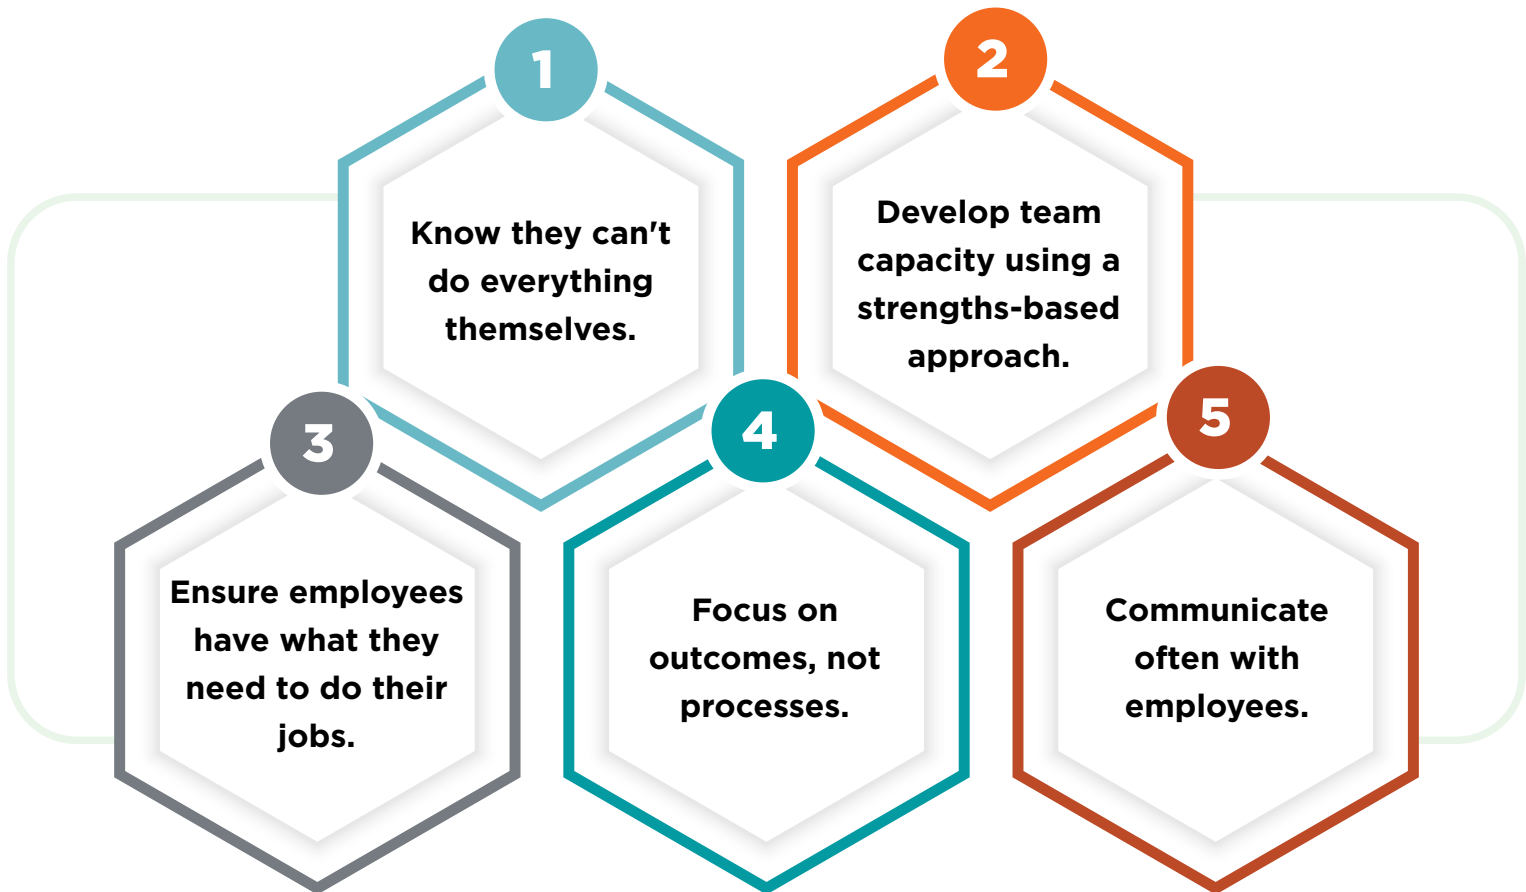 1
Know they can't
do everything
themselves.
2
Develop team
capacity using a
strengths-based
approach.
3
Ensure employees
have what they
need to do their
jobs.
4
Focus on
outcomes, not
processes.
5
Communicate
often with
employees.